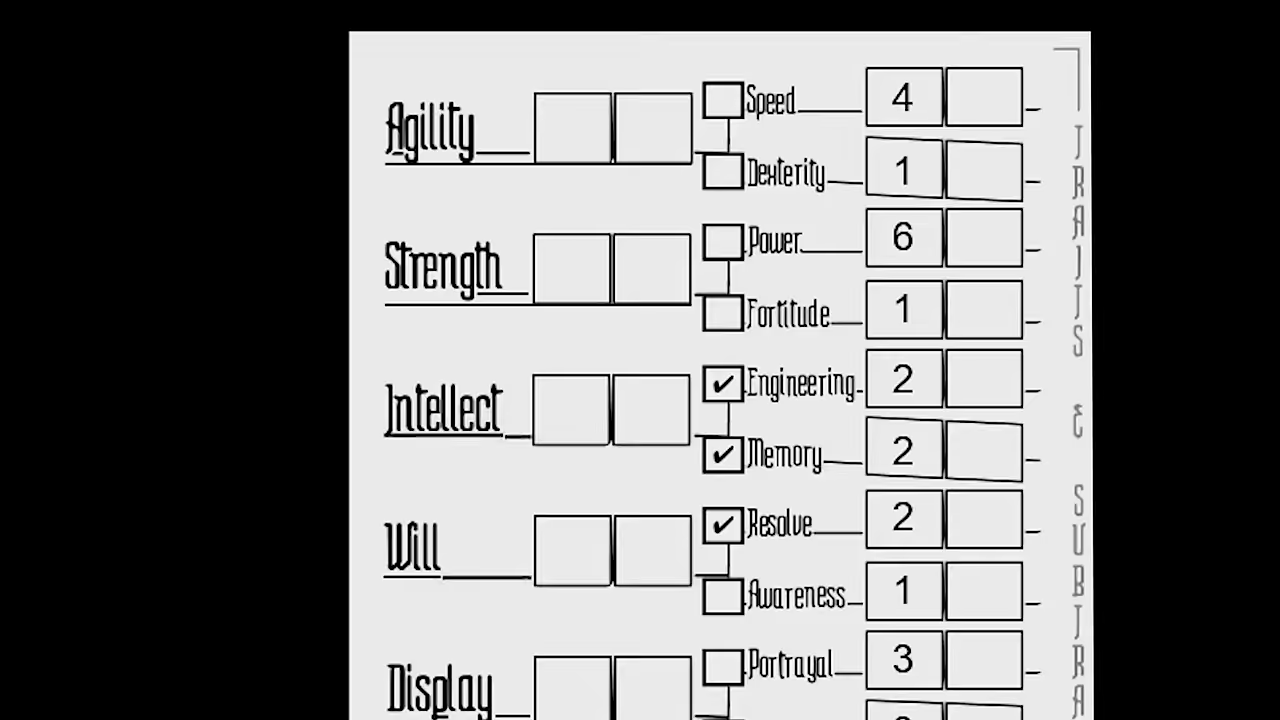 Agility
Speed 4
Dexterity 1
Strength
Power 6
Fortitude 1
Intellect
✔ Engineering 2
✔ Memory 2
Will
✔ Resolve 2
Awareness 1
Display
Portrayal 3
TRAITS & SUBTRA